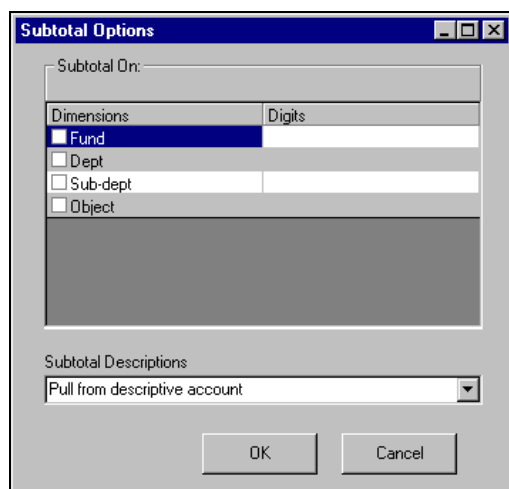 Subtotal Options
Subtotal On:
Dimensions Digits
Fund
Dept
Sub-dept
Object
Subtotal Descriptions
Pull from descriptive account
OK Cancel